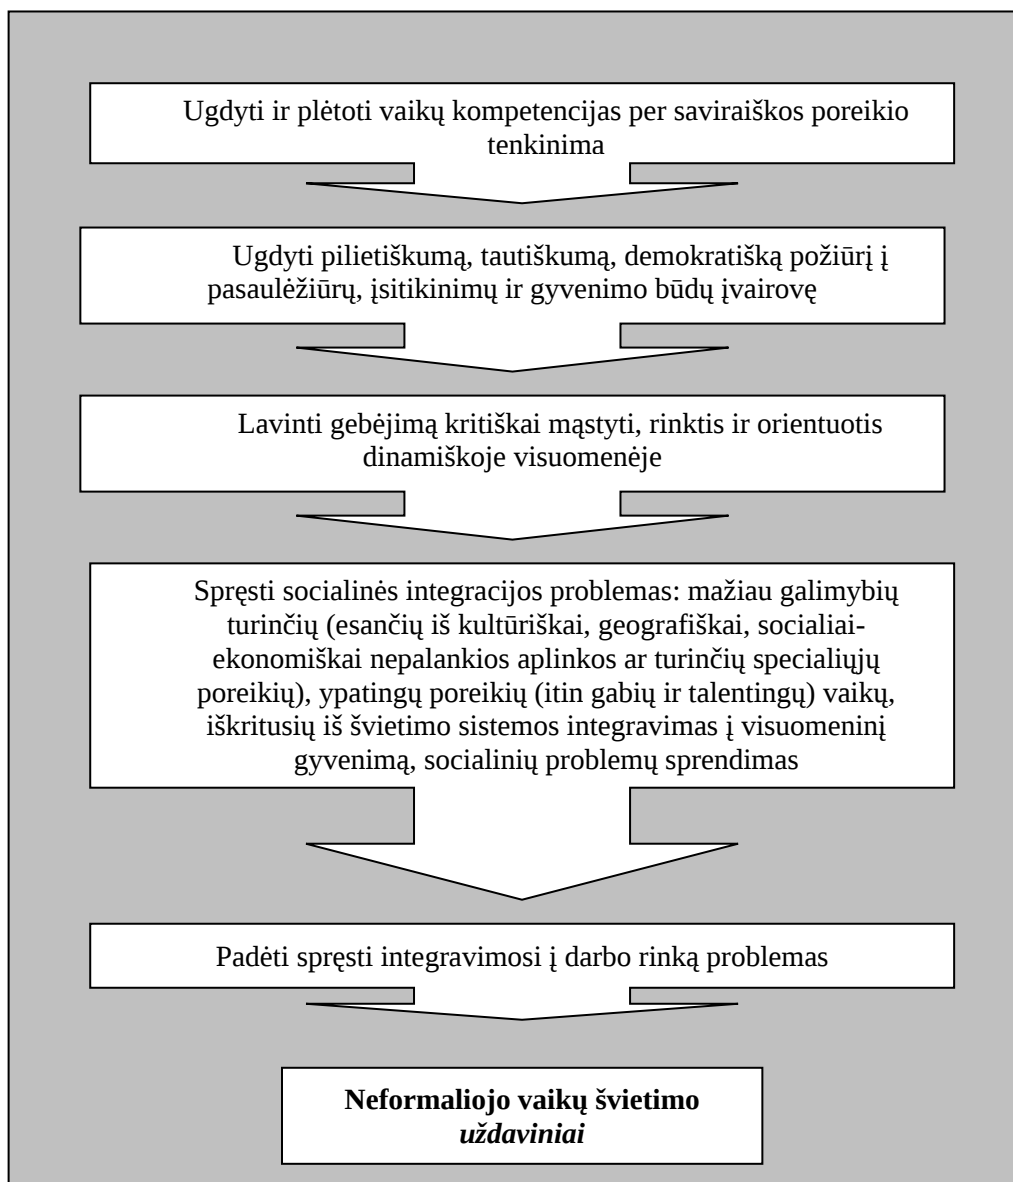 Ugdyti ir plėtoti vaikų kompetencijas per saviraiškos poreikio
tenkinima
Ugdyti pilietiškumą, tautiškumą, demokratišką požiūrį į
pasaulėžiūrų, įsitikinimų ir gyvenimo būdų įvairovę
Lavinti gebėjimą kritiškai mąstyti, rinktis ir orientuotis
dinamiškoje visuomenėje
Spręsti socialinės integracijos problemas: mažiau galimybių
turinčių (esančių iš kultūriškai, geografiškai, socialiai-
ekonomiškai nepalankios aplinkos ar turinčių specialiųjų
poreikių), ypatingų poreikių (itin gabių ir talentingų) vaikų,
iškritusių iš švietimo sistemos integravimas į visuomeninį
gyvenimą, socialinių problemų sprendimas
Padėti spręsti integravimosi į darbo rinką problemas
Neformaliojo vaikų švietimo
uždaviniai